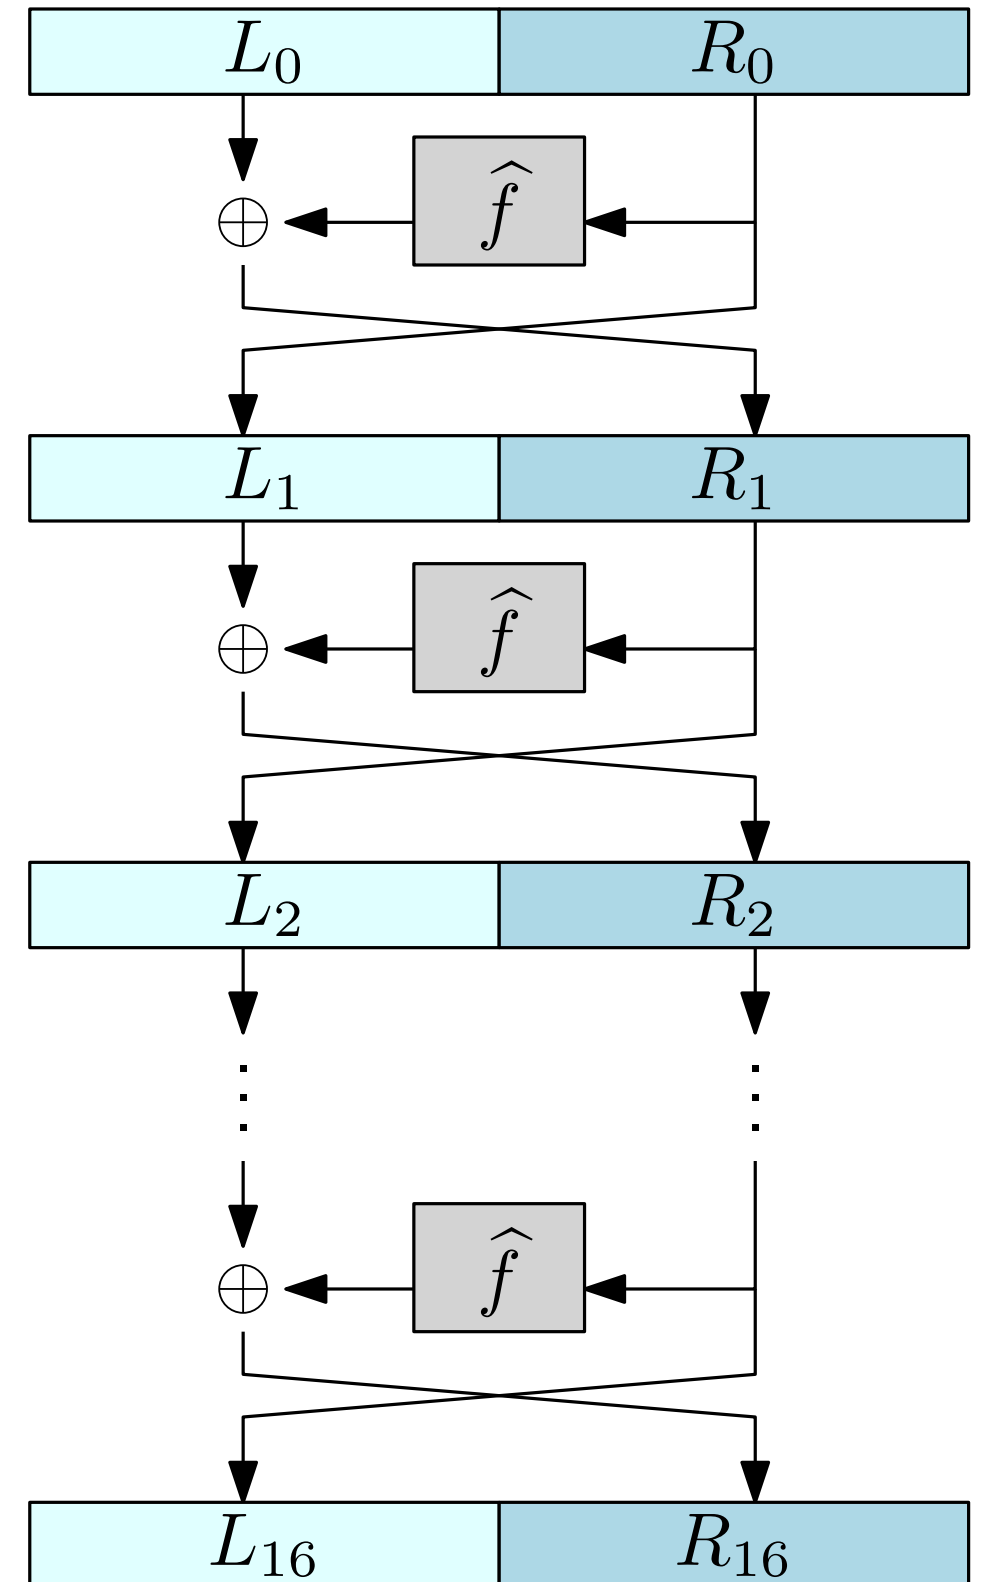 L₀ R₀
f̂
⊕
L₁ R₁
f̂
⊕
L₂ R₂
⋮ ⋮
f̂
⊕
L₁₆ R₁₆